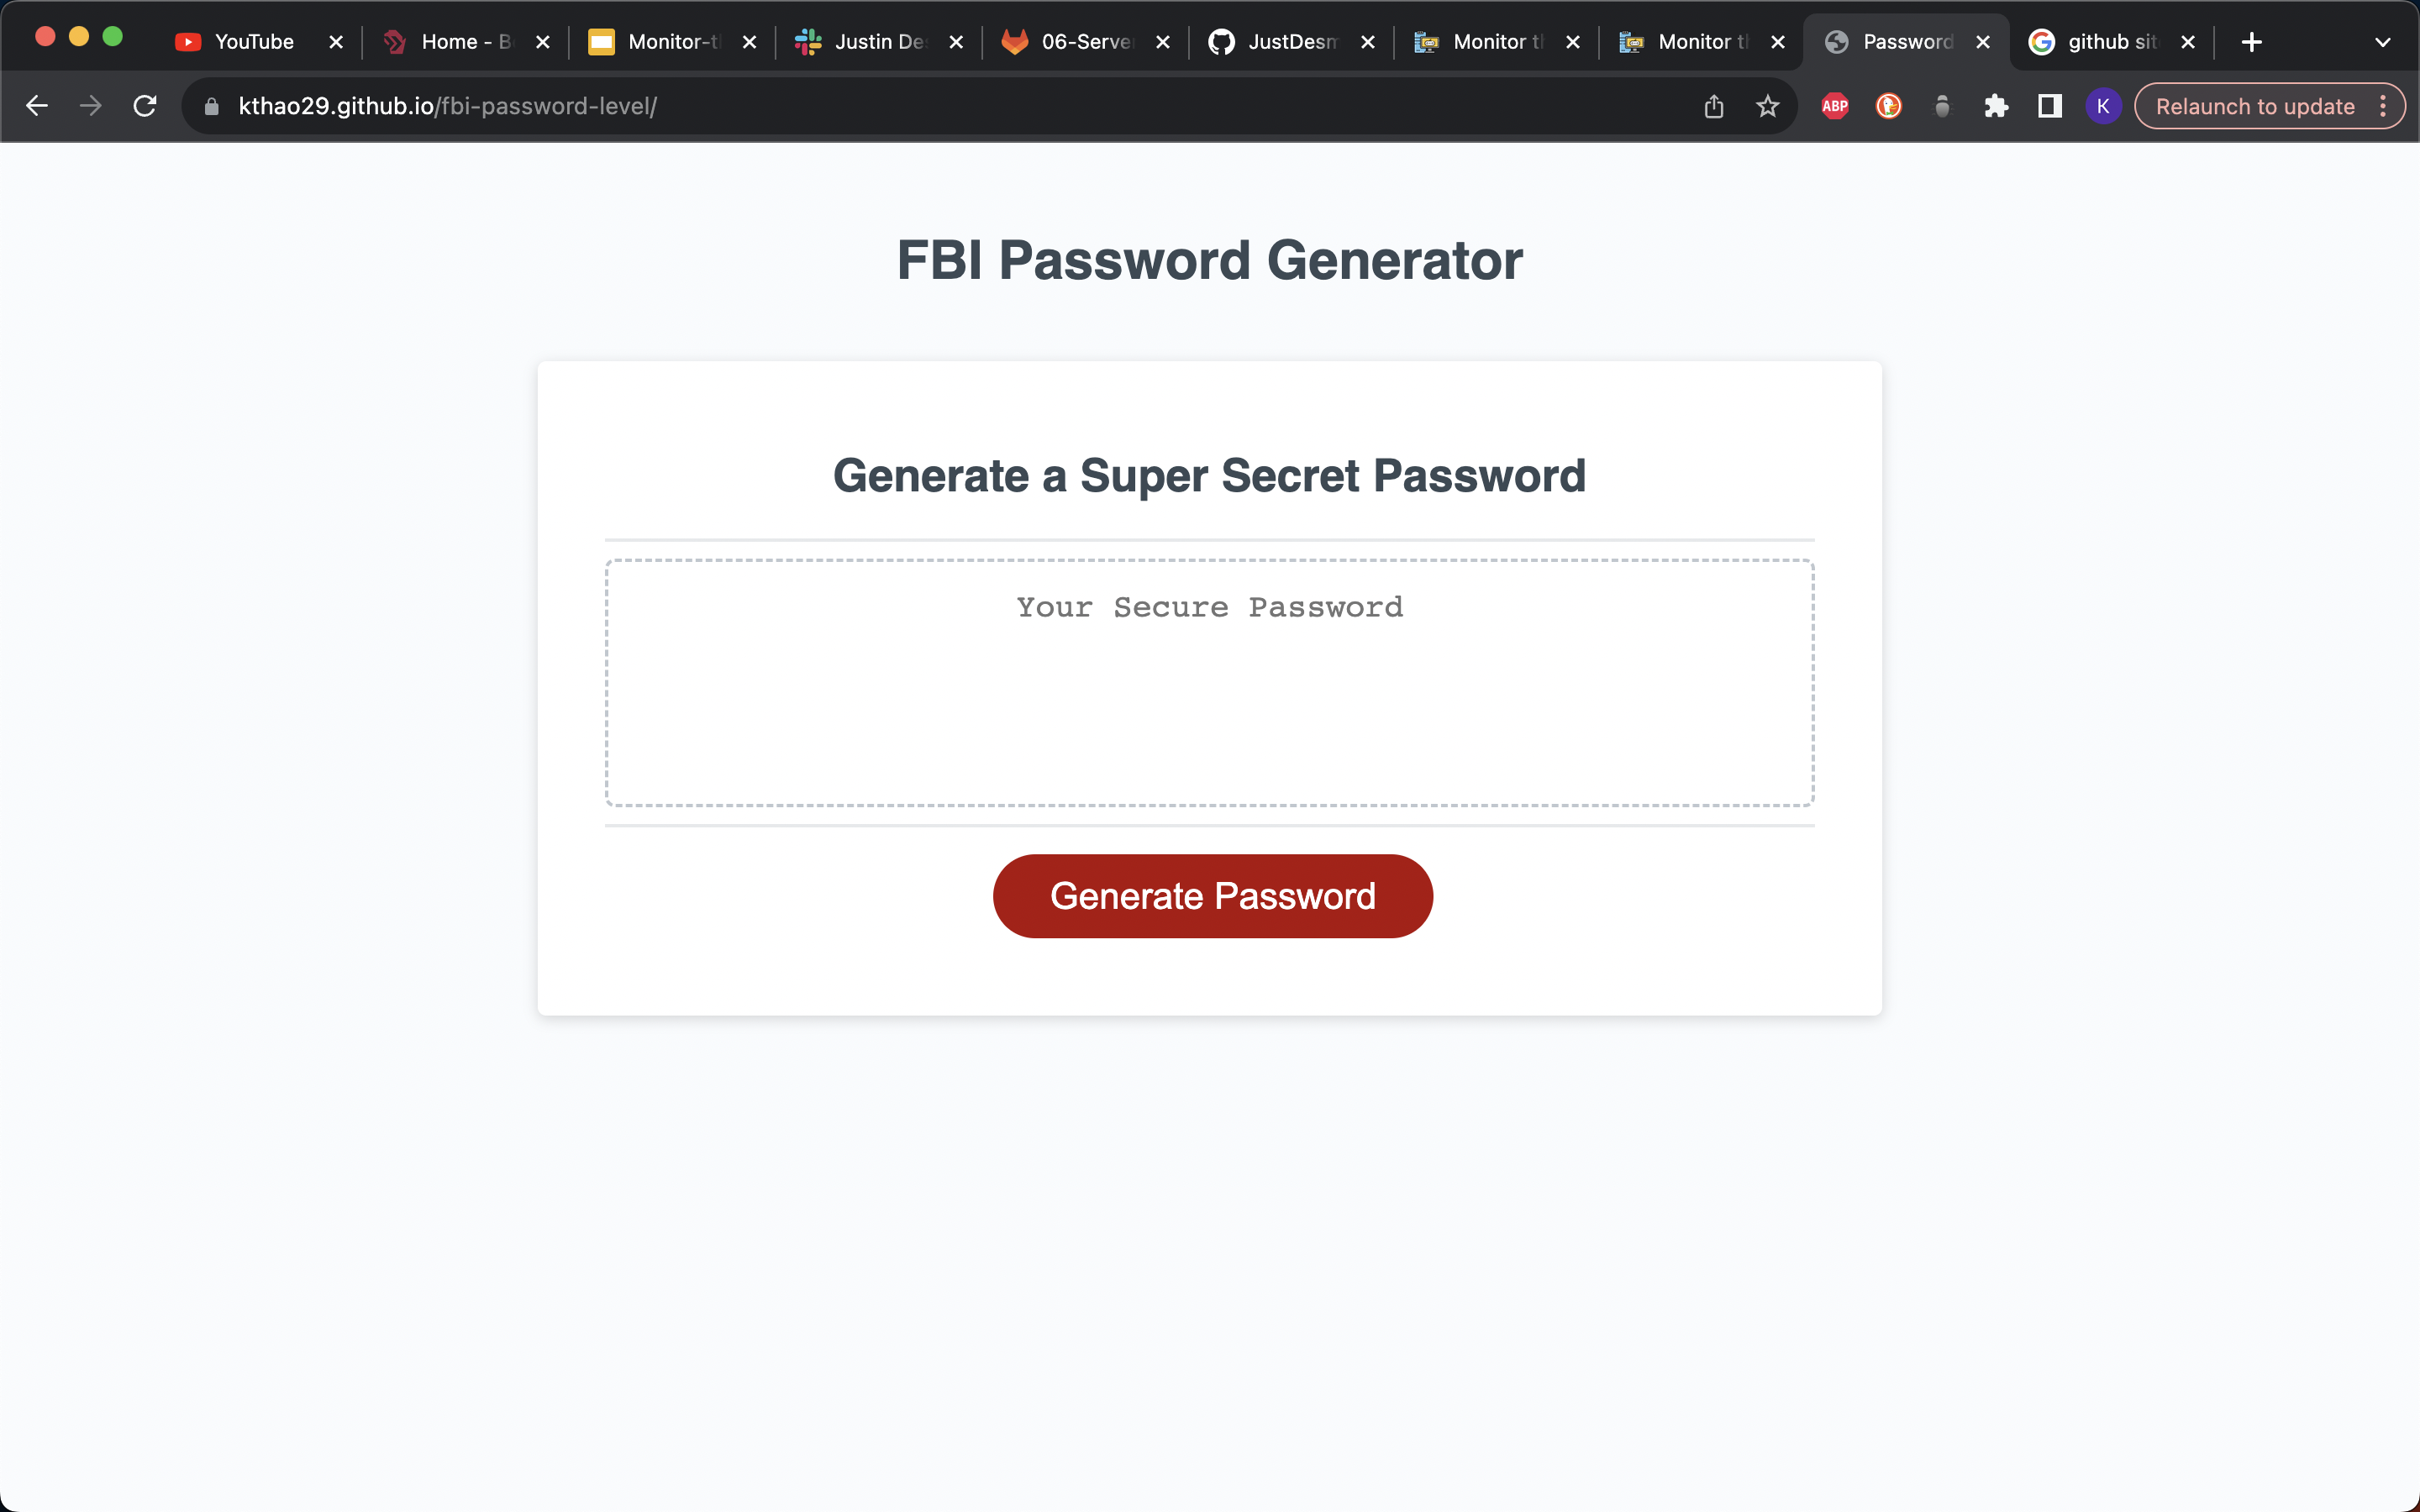 YouTube
Home - B
Monitor-t
Justin De
06-Serve
JustDesm
Monitor t
Monitor t
Password
github sit
kthao29.github.io/fbi-password-level/
ABP
K
Relaunch to update
FBI Password Generator
Generate a Super Secret Password
Your Secure Password
Generate Password